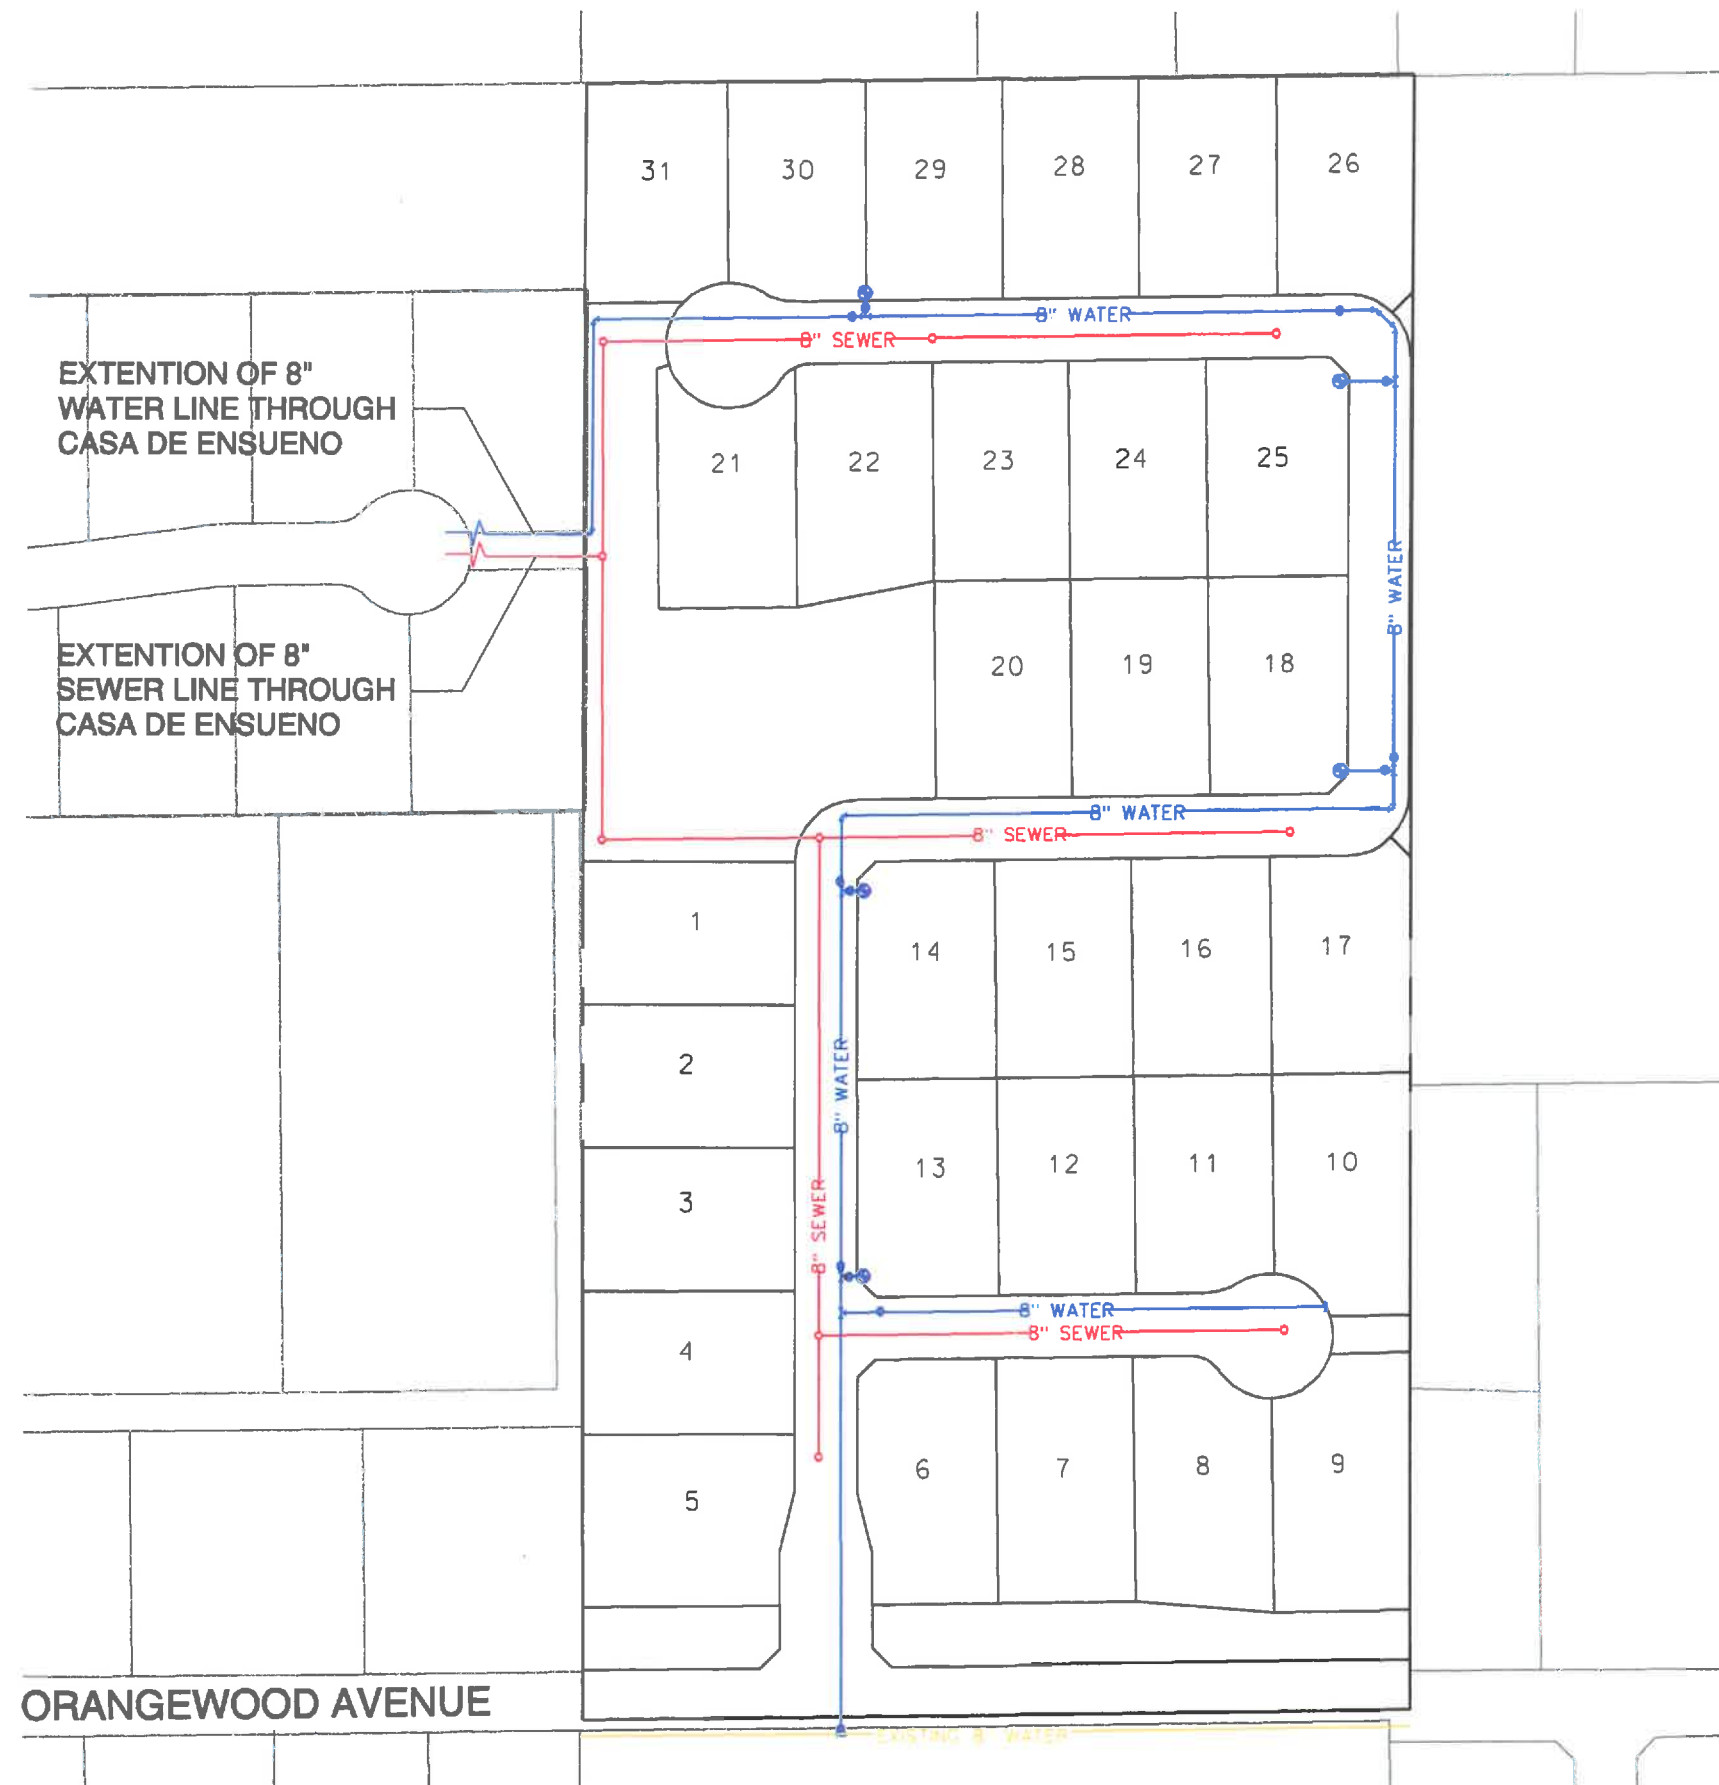 31
30
29
28
27
26
8" WATER
8" SEWER
EXTENTION OF 8"
WATER LINE THROUGH
CASA DE ENSUENO
21
22
23
24
25
8" WATER
EXTENTION OF 8"
SEWER LINE THROUGH
CASA DE ENSUENO
20
19
18
8" WATER
8" SEWER
1
14
15
16
17
2
8" WATER
13
12
11
10
3
8" SEWER
8" WATER
8" SEWER
4
6
7
8
9
5
ORANGEWOOD AVENUE
EXISTING 8" WATER